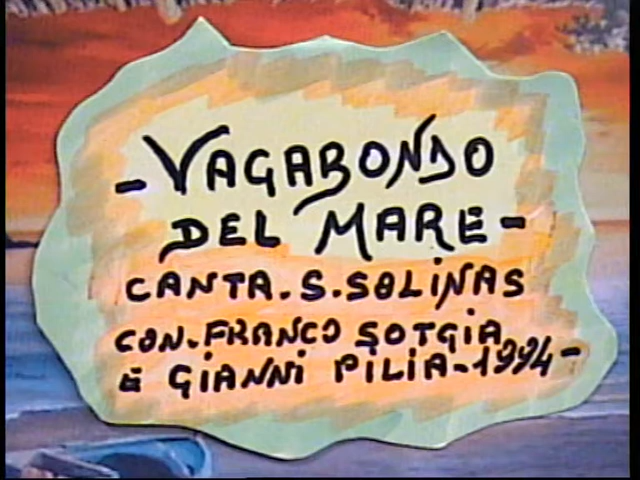 -VAGABONDO
DEL MARE-
CANTA.S.SOLINAS
CON.FRANCO SOTGIA
E GIANNI PILIA-1994-